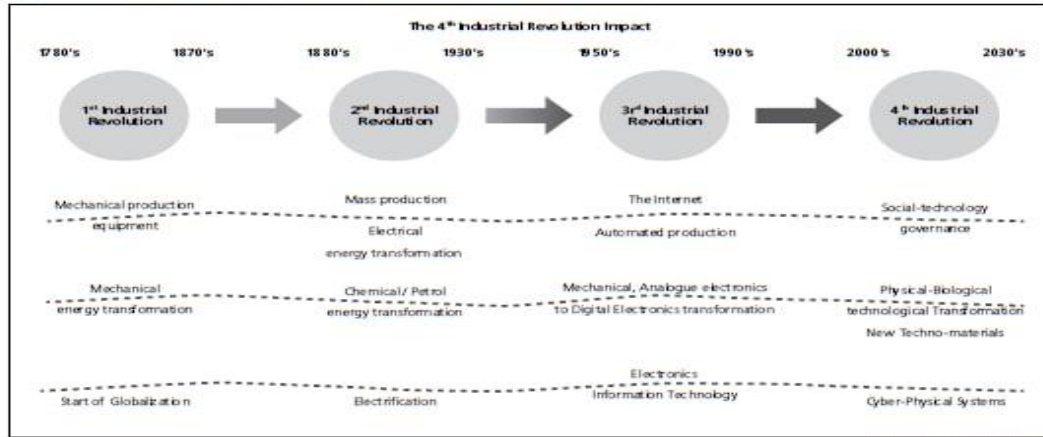 The 4th Industrial Revolution Impact
1780's 1870's 1880's 1930's 1950's 1990's 2000's 2030's
1st Industrial
Revolution
2nd Industrial
Revolution
3rd Industrial
Revolution
4th Industrial
Revolution
Mechanical production
equipment
Mass production
Electrical
energy transformation
The Internet
Automated production
Social-technology
governance
Mechanical
energy transformation
Chemical / Petrol
energy transformation
Mechanical, Analogue electronics
to Digital Electronics transformation
Physical-Biological
technological Transformation
New Techno-materials
Start of Globalization
Electrification
Electronics
Information Technology
Cyber-Physical Systems